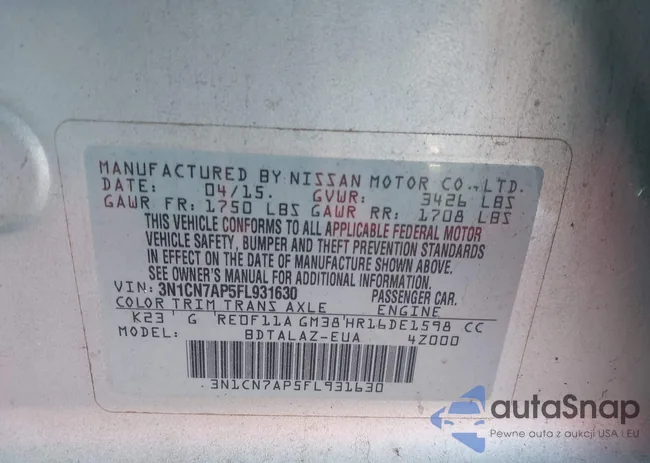 MANUFACTURED BY NISSAN MOTOR CO.,LTD.
DATE: 04/15. GVWR: 3426 LBS
GAWR FR: 1750 LBS GAWR RR: 1708 LBS
THIS VEHICLE CONFORMS TO ALL APPLICABLE FEDERAL MOTOR
VEHICLE SAFETY, BUMPER AND THEFT PREVENTION STANDARDS
IN EFFECT ON THE DATE OF MANUFACTURE SHOWN ABOVE.
SEE OWNER'S MANUAL FOR ADDITIONAL INFORMATION.
VIN: 3N1CN7AP5FL931630 PASSENGER CAR.
COLOR TRIM TRANS AXLE ENGINE
K23 G RE0F11A GM38 HR16DE1598 CC
MODEL BDTALAZ-EUA 4Z000
3N1CN7AP5FL931630
autaSnap
Pewne auta z aukcji USA i EU